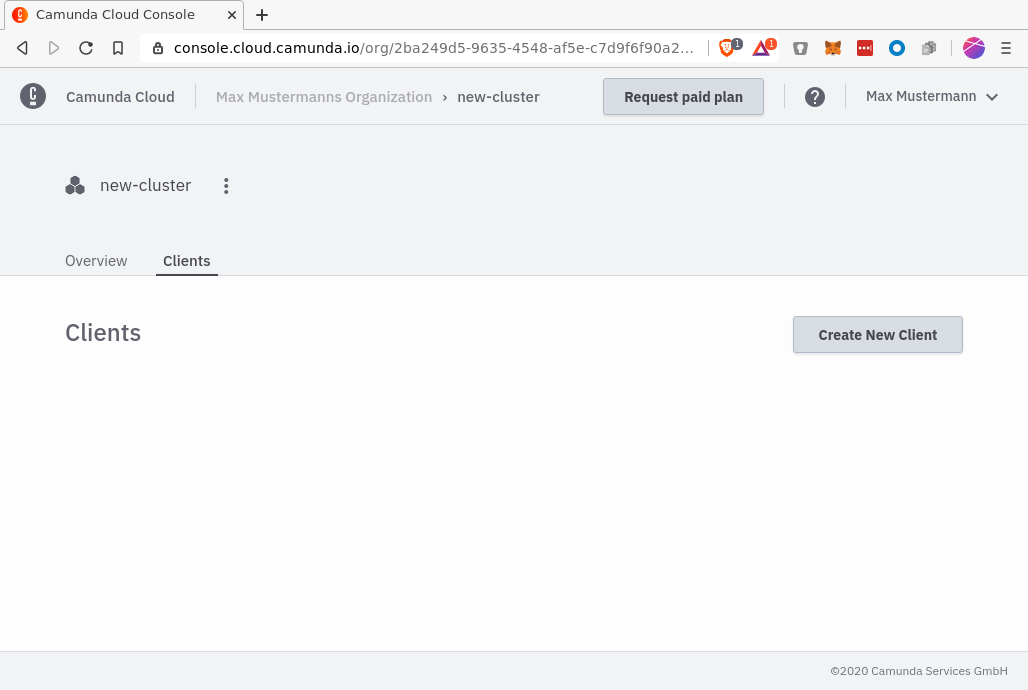 Camunda Cloud Console
console.cloud.camunda.io/org/2ba249d5-9635-4548-af5e-c7d9f6f90a2...
1
1
Camunda Cloud
Max Mustermanns Organization › new-cluster
Request paid plan
?
Max Mustermann
new-cluster
Overview
Clients
Clients
Create New Client
©2020 Camunda Services GmbH